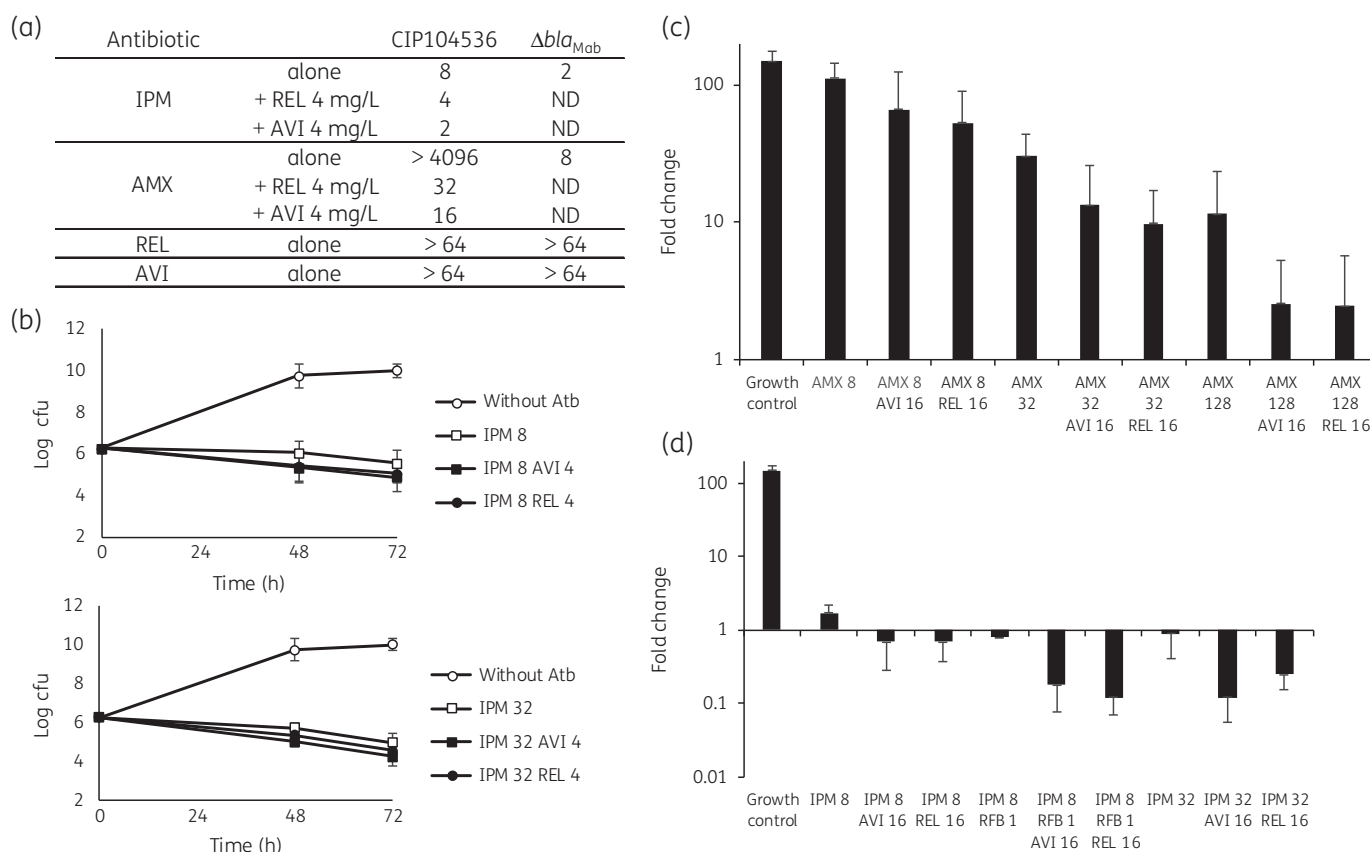 (a)
Antibiotic CIP104536 Δbla_Mab
IPM alone 8 2
+ REL 4 mg/L 4 ND
+ AVI 4 mg/L 2 ND
AMX alone > 4096 8
+ REL 4 mg/L 32 ND
+ AVI 4 mg/L 16 ND
REL alone > 64 > 64
AVI alone > 64 > 64
(b)
12
10
8
6
4
2
Log cfu
0 24 48 72
Time (h)
Without Atb
IPM 8
IPM 8 AVI 4
IPM 8 REL 4
12
10
8
6
4
2
Log cfu
0 24 48 72
Time (h)
Without Atb
IPM 32
IPM 32 AVI 4
IPM 32 REL 4
(c)
100
10
1
Fold change
Growth
control
AMX 8
AMX 8
AVI 16
AMX 8
REL 16
AMX
32
AMX
32
AVI 16
AMX
32
REL 16
AMX
128
AMX
128
AVI 16
AMX
128
REL 16
(d)
100
10
1
0.1
0.01
Fold change
Growth
control
IPM 8
IPM 8
AVI 16
IPM 8
REL 16
IPM 8
RFB 1
IPM 8
RFB 1
AVI 16
IPM 8
RFB 1
REL 16
IPM 32
IPM 32
AVI 16
IPM 32
REL 16